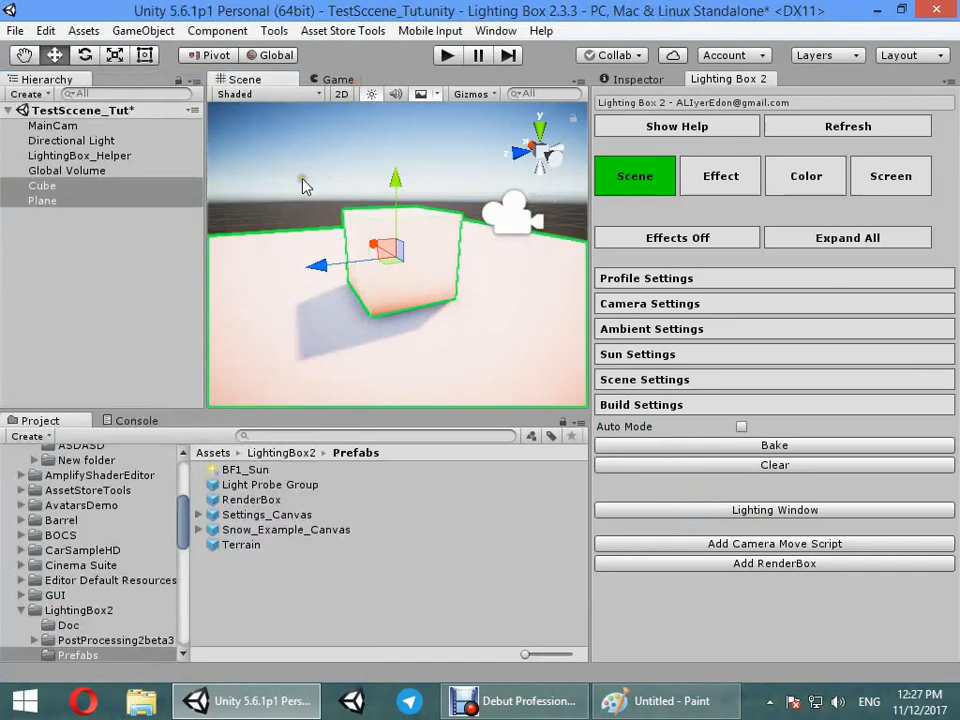 Unity 5.6.1p1 Personal (64bit) - TestSccene_Tut.unity - Lighting Box 2.3.3 - PC, Mac & Linux Standalone* <DX11>
File Edit Assets GameObject Component Tools Asset Store Tools Mobile Input Window Help
Pivot Global Collab Account Layers Layout
Hierarchy
Create All
TestSccene_Tut*
MainCam
Directional Light
LightingBox_Helper
Global Volume
Cube
Plane
Scene Game
Shaded 2D Gizmos All
y
z
Inspector Lighting Box 2
Lighting Box 2 - ALIyerEdon@gmail.com
Show Help Refresh
Scene Effect Color Screen
Effects Off Expand All
Profile Settings
Camera Settings
Ambient Settings
Sun Settings
Scene Settings
Build Settings
Auto Mode
Bake
Clear
Lighting Window
Add Camera Move Script
Add RenderBox
Project Console
Create
ASDASD
New folder
AmplifyShaderEditor
AssetStoreTools
AvatarsDemo
Barrel
BOCS
CarSampleHD
Cinema Suite
Editor Default Resources
GUI
LightingBox2
Doc
PostProcessing2beta3
Prefabs
Assets LightingBox2 Prefabs
BF1_Sun
Light Probe Group
RenderBox
Settings_Canvas
Snow_Example_Canvas
Terrain
Unity 5.6.1p1 Pers... Debut Profession... Untitled - Paint ENG 12:27 PM
11/12/2017